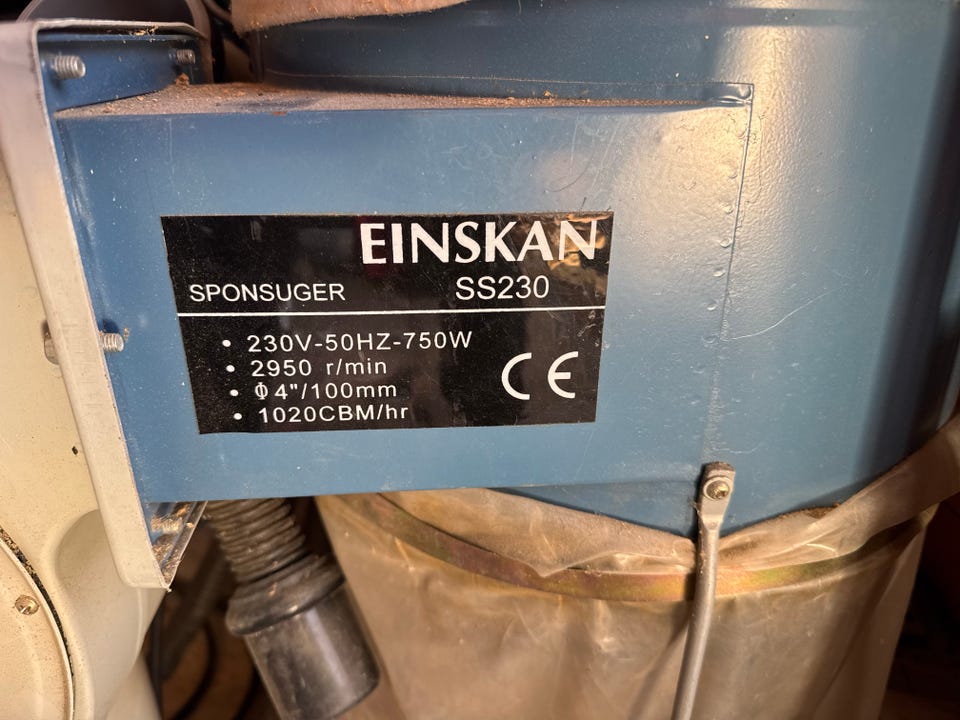 EINSKAN
SPONSUGER SS230
• 230V-50HZ-750W
• 2950 r/min
• Φ4"/100mm
• 1020CBM/hr
CE